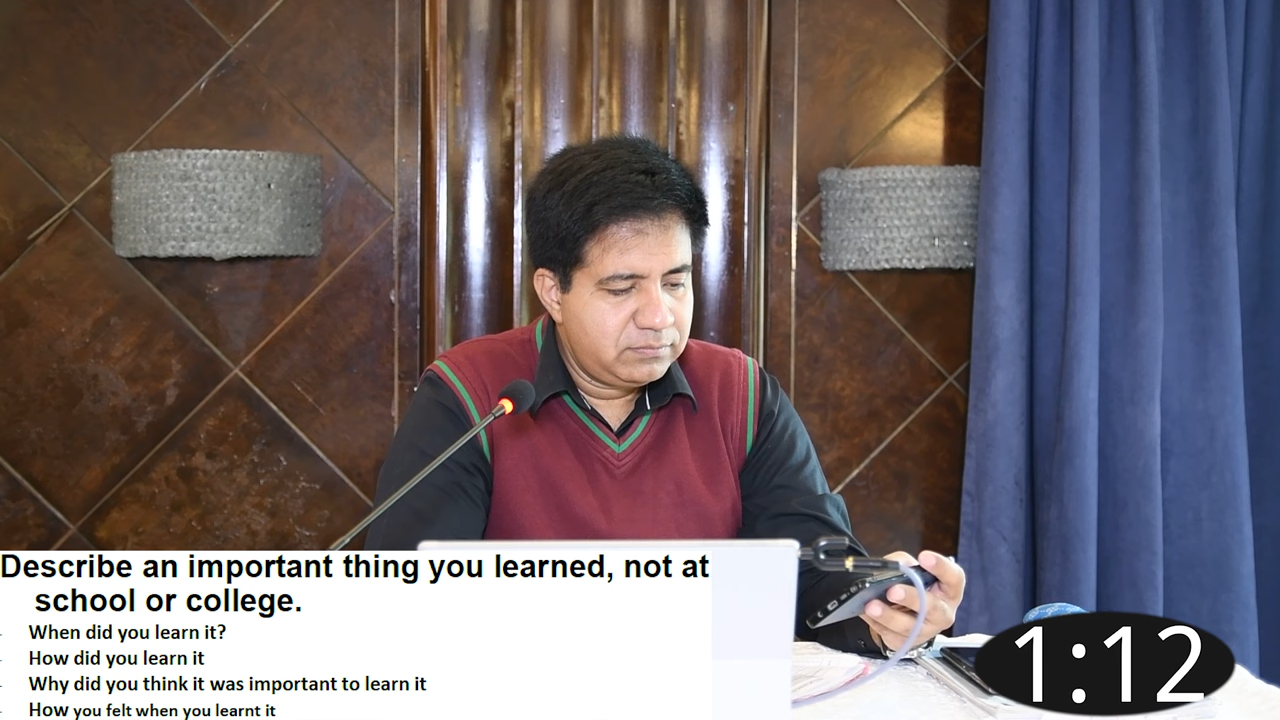 Describe an important thing you learned, not at
school or college.
- When did you learn it?
- How did you learn it
- Why did you think it was important to learn it
- How you felt when you learnt it
1:12